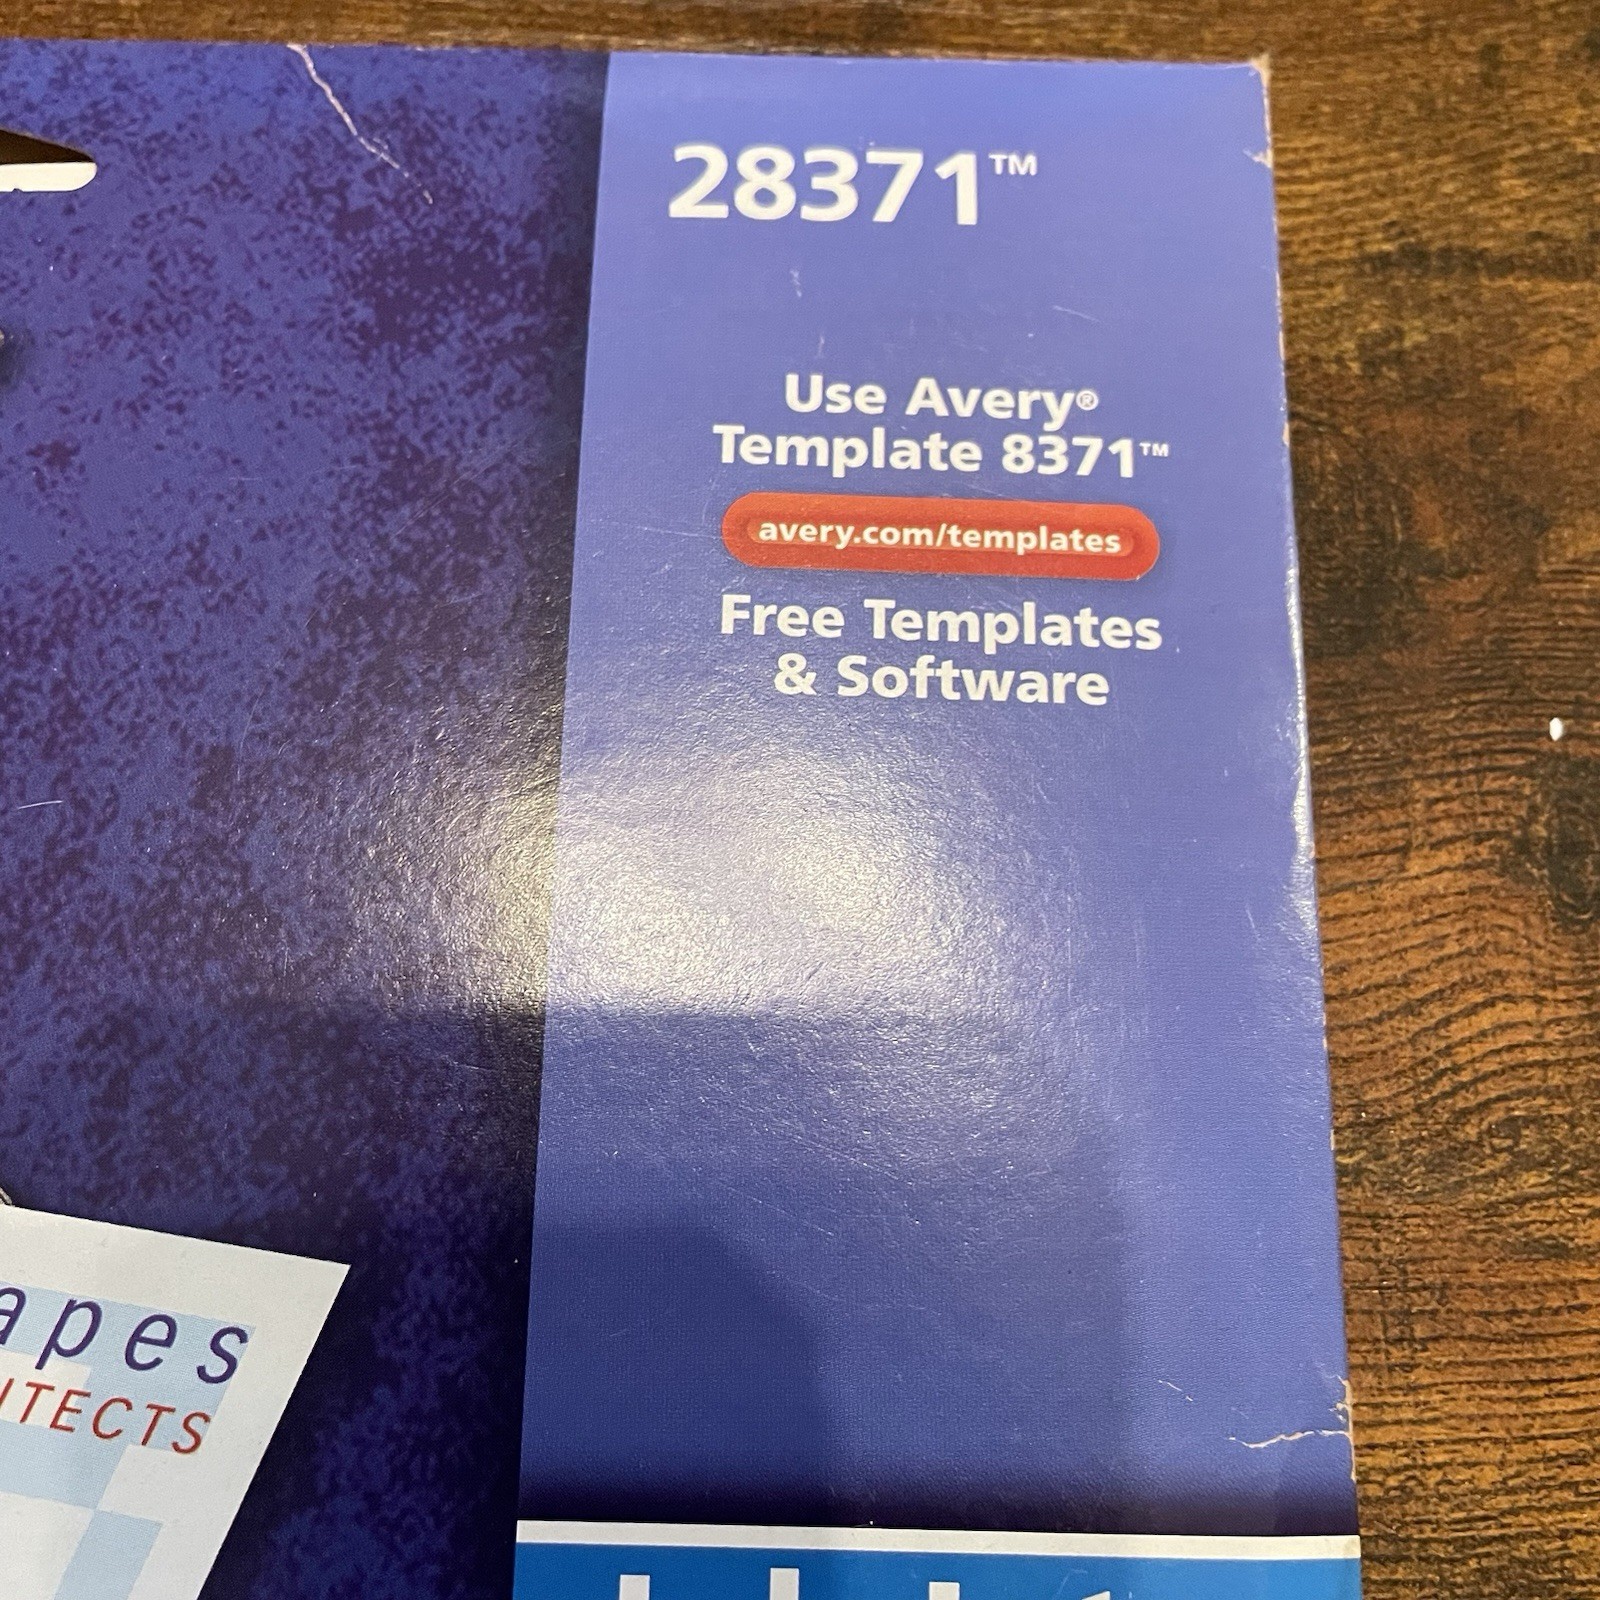 28371™
Use Avery®
Template 8371™
avery.com/templates
Free Templates
& Software
apes
ITECTS